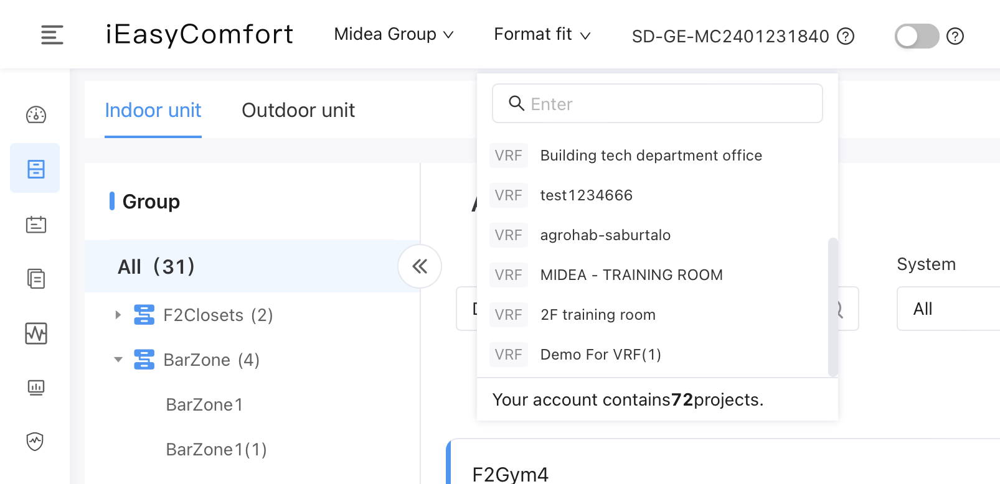 iEasyComfort
Midea Group
Format fit
SD-GE-MC2401231840
Indoor unit
Outdoor unit
Enter
VRF Building tech department office
VRF test1234666
VRF agrohab-saburtalo
VRF MIDEA - TRAINING ROOM
VRF 2F training room
VRF Demo For VRF(1)
Your account contains72projects.
Group
All (31)
F2Closets (2)
BarZone (4)
BarZone1
BarZone1(1)
System
All
F2Gym4